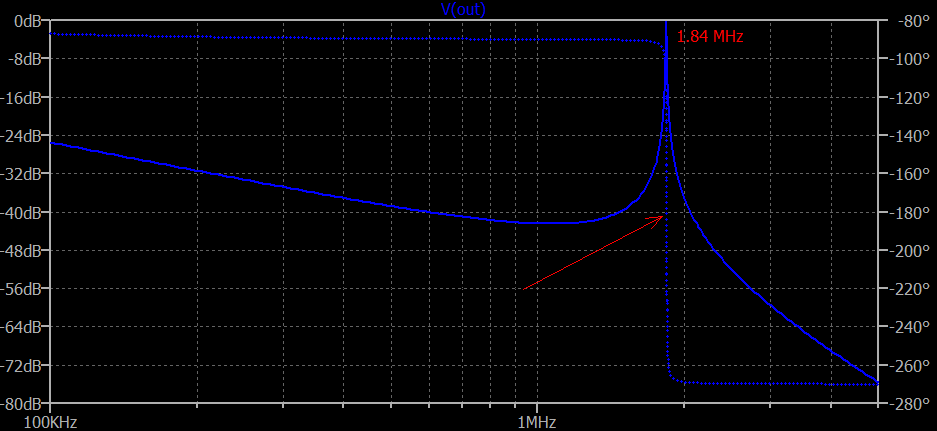 V(out)
0dB -80°
1.84 MHz
-8dB -100°
-16dB -120°
-24dB -140°
-32dB -160°
-40dB -180°
-48dB -200°
-56dB -220°
-64dB -240°
-72dB -260°
-80dB -280°
100KHz 1MHz